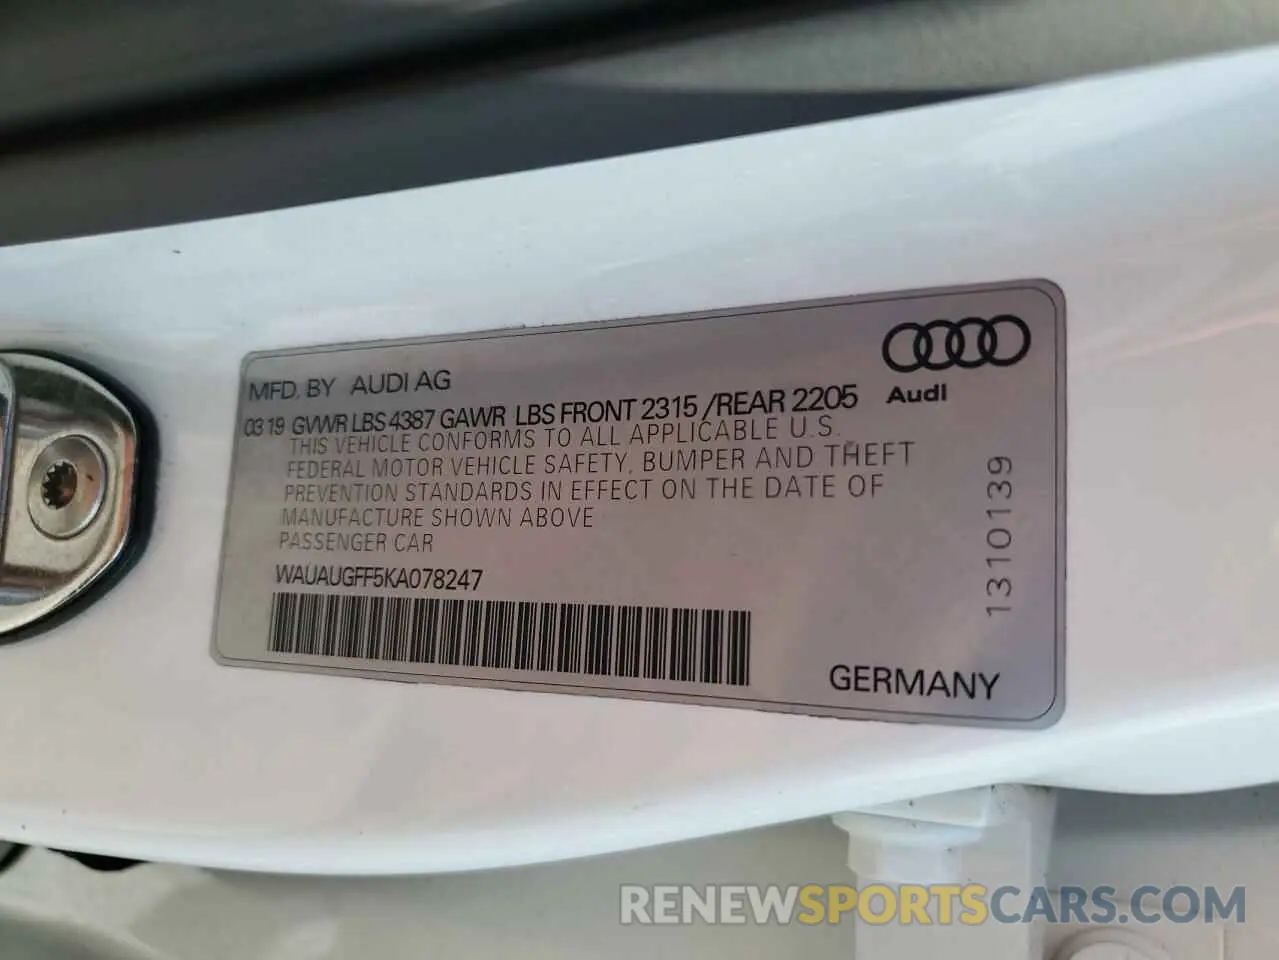 MFD. BY AUDI AG
03 19 GVWR LBS 4387 GAWR LBS FRONT 2315 /REAR 2205
THIS VEHICLE CONFORMS TO ALL APPLICABLE U.S.
FEDERAL MOTOR VEHICLE SAFETY, BUMPER AND THEFT
PREVENTION STANDARDS IN EFFECT ON THE DATE OF
MANUFACTURE SHOWN ABOVE
PASSENGER CAR
WAUAUGFF5KA078247
Audi
1310139
GERMANY
RENEWSPORTSCARS.COM